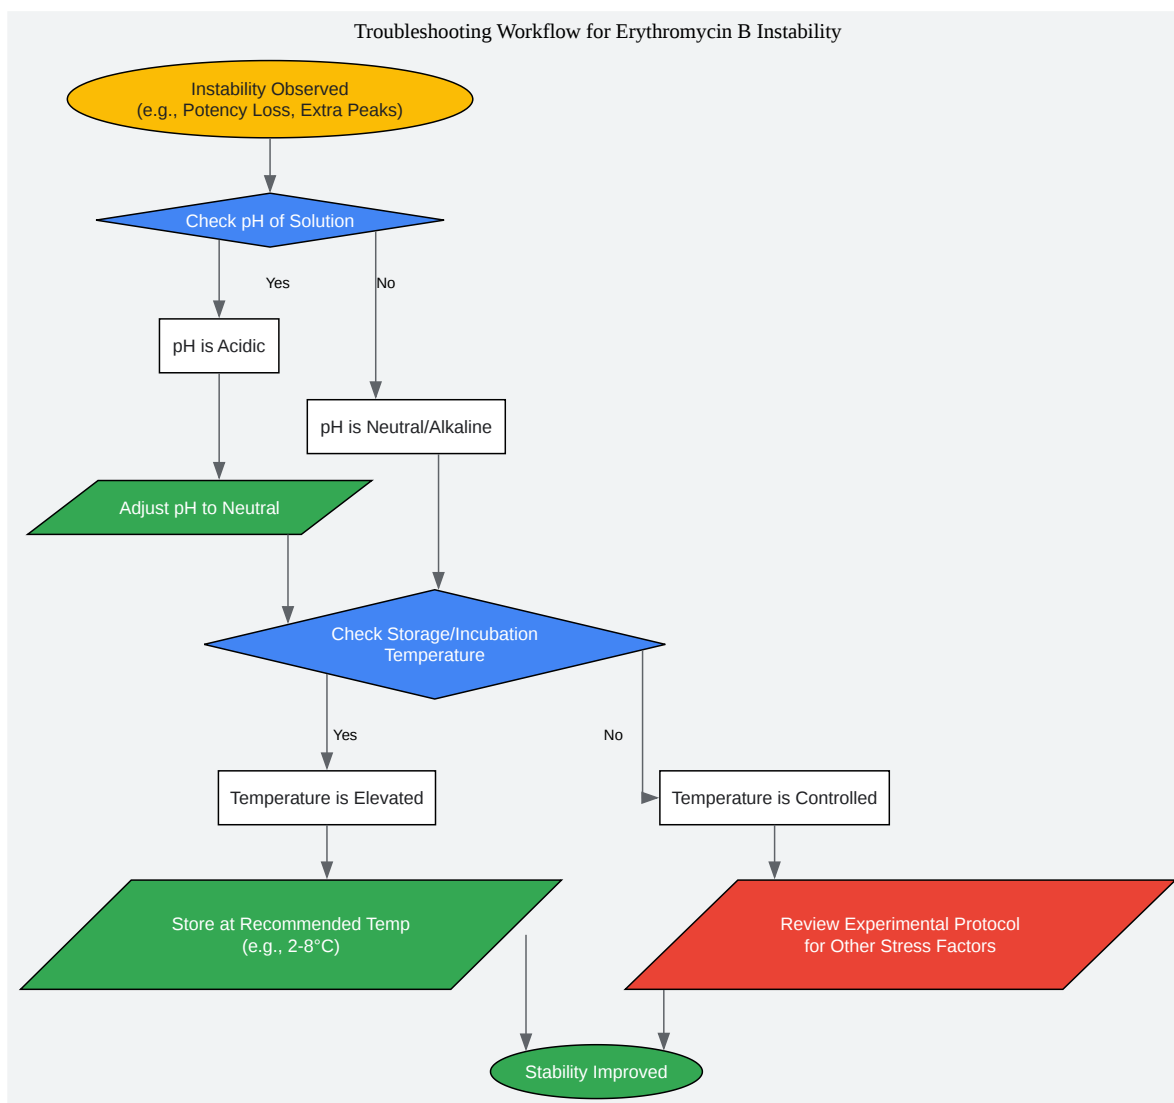 Troubleshooting Workflow for Erythromycin B Instability
Instability Observed
(e.g., Potency Loss, Extra Peaks)
Check pH of Solution
Yes
No
pH is Acidic
pH is Neutral/Alkaline
Adjust pH to Neutral
Check Storage/Incubation
Temperature
Yes
No
Temperature is Elevated
Temperature is Controlled
Store at Recommended Temp
(e.g., 2-8°C)
Review Experimental Protocol
for Other Stress Factors
Stability Improved